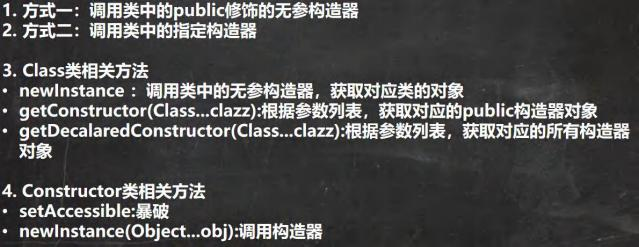 1. 方式一：调用类中的public修饰的无参构造器
2. 方式二：调用类中的指定构造器
3. Class类相关方法
• newInstance ：调用类中的无参构造器，获取对应类的对象
• getConstructor(Class...clazz):根据参数列表，获取对应的public构造器对象
• getDecalaredConstructor(Class...clazz):根据参数列表，获取对应的所有构造器
对象
4. Constructor类相关方法
• setAccessible:暴破
• newInstance(Object...obj):调用构造器